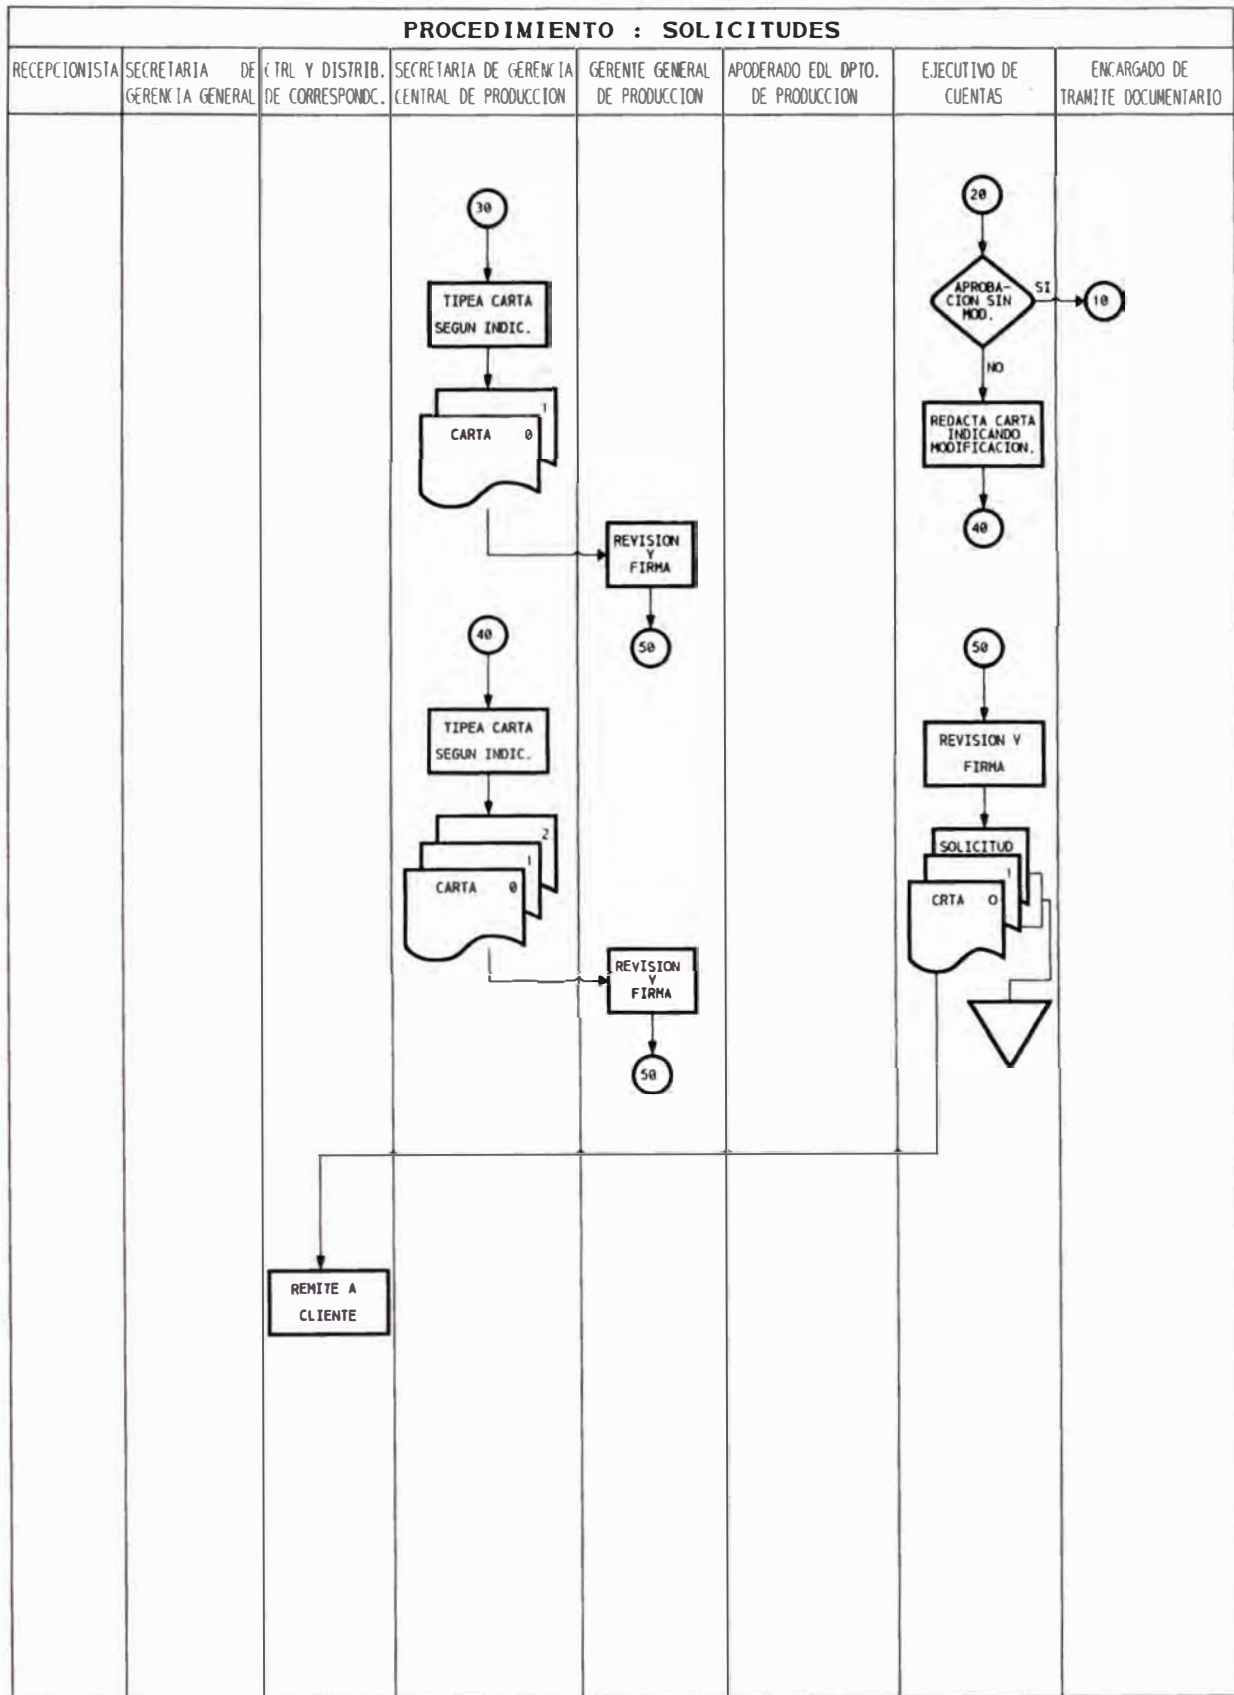 PROCEDIMIENTO : SOLICITUDES
RECEPCIONISTA
SECRETARIA DE
GERENCIA GENERAL
CTRL Y DISTRIB.
DE CORRESPONDC.
SECRETARIA DE GERENCIA
CENTRAL DE PRODUCCION
GERENTE GENERAL
DE PRODUCCION
APODERADO EDL DPTO.
DE PRODUCCION
EJECUTIVO DE
CUENTAS
ENCARGADO DE
TRAMITE DOCUMENTARIO
30
TIPEA CARTA
SEGUN INDIC.
1
CARTA 0
REVISION
Y
FIRMA
50
20
APROBA-
CION SIN
MOD.
SI
10
NO
REDACTA CARTA
INDICANDO
MODIFICACION.
40
40
TIPEA CARTA
SEGUN INDIC.
2
1
CARTA 0
REVISION
Y
FIRMA
50
50
REVISION Y
FIRMA
SOLICITUD
1
CRTA O
REMITE A
CLIENTE